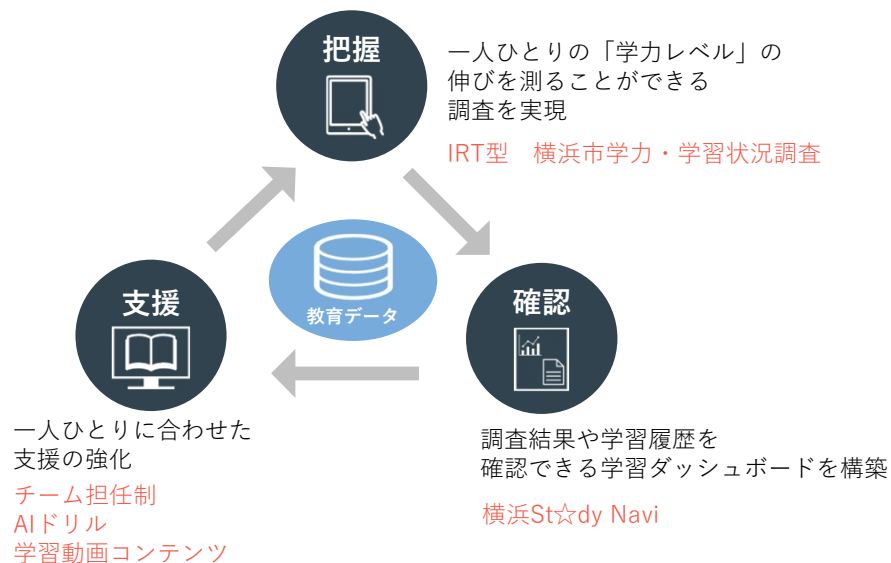 把握
一人ひとりの「学力レベル」の
伸びを測ることができる
調査を実現
IRT型　横浜市学力・学習状況調査
教育データ
支援
確認
一人ひとりに合わせた
支援の強化
チーム担任制
AIドリル
学習動画コンテンツ
調査結果や学習履歴を
確認できる学習ダッシュボードを構築
横浜St☆dy Navi